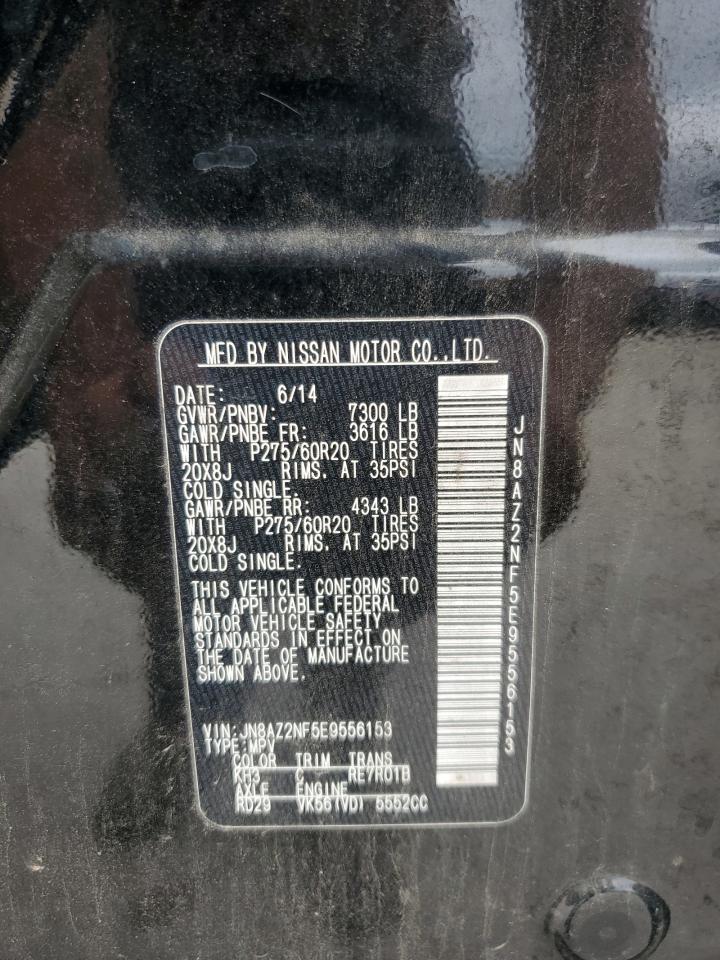 MFD BY NISSAN MOTOR CO.,LTD.
DATE: 6/14
GVWR/PNBV: 7300 LB
GAWR/PNBE FR: 3616 LB
WITH P275/60R20 TIRES
20X8J RIMS. AT 35PSI
COLD SINGLE.
GAWR/PNBE RR: 4343 LB
WITH P275/60R20 TIRES
20X8J RIMS. AT 35PSI
COLD SINGLE.
THIS VEHICLE CONFORMS TO
ALL APPLICABLE FEDERAL
MOTOR VEHICLE SAFETY
STANDARDS IN EFFECT ON
THE DATE OF MANUFACTURE
SHOWN ABOVE.
VIN:JN8AZ2NF5E9556153
TYPE:MPV
COLOR TRIM TRANS
KH3 C RE7R01B
AXLE ENGINE
RD29 VK56(VD) 5552CC
JN8AZ2NF5E9556153